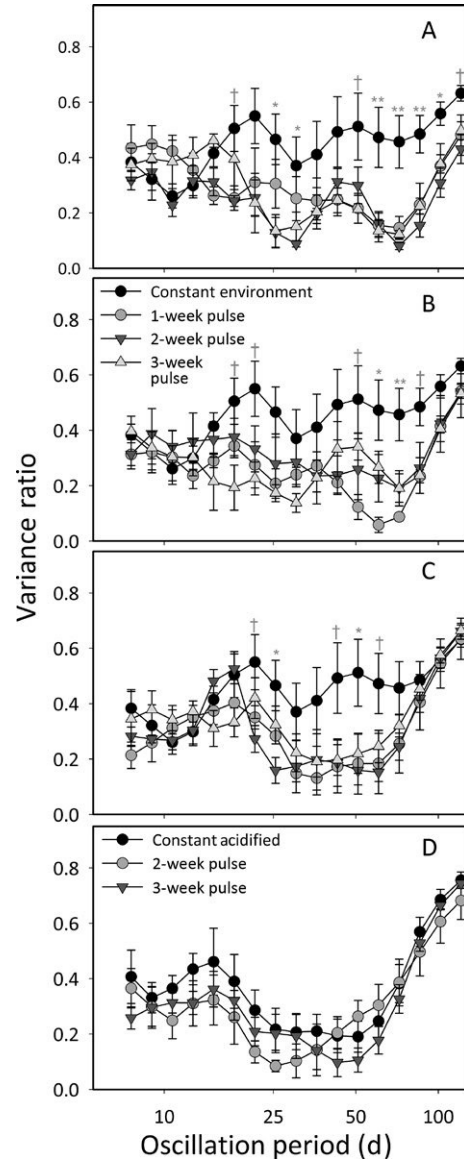 Variance ratio
A
† * * † ** ** ** * †
0.8
0.6
0.4
0.2
0.0
B
Constant environment
1-week pulse
2-week pulse
3-week
pulse
† † † * ** †
0.8
0.6
0.4
0.2
0.0
C
† * † * †
0.8
0.6
0.4
0.2
0.0
D
Constant acidified
2-week pulse
3-week pulse
0.8
0.6
0.4
0.2
0.0
10 25 50 100
Oscillation period (d)